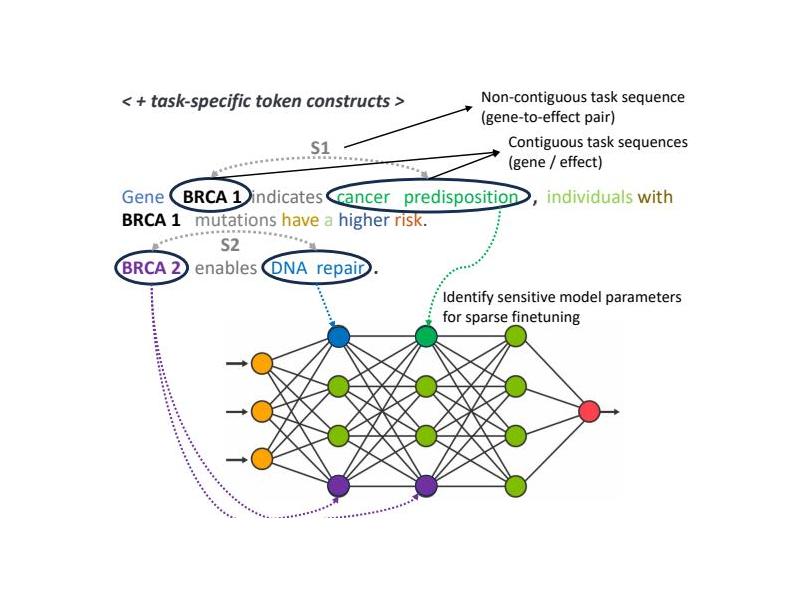 < + task-specific token constructs >
Non-contiguous task sequence
(gene-to-effect pair)
Contiguous task sequences
(gene / effect)
S1
Gene BRCA 1 indicates cancer predisposition , individuals with
BRCA 1 mutations have a higher risk.
S2
BRCA 2 enables DNA repair .
Identify sensitive model parameters
for sparse finetuning